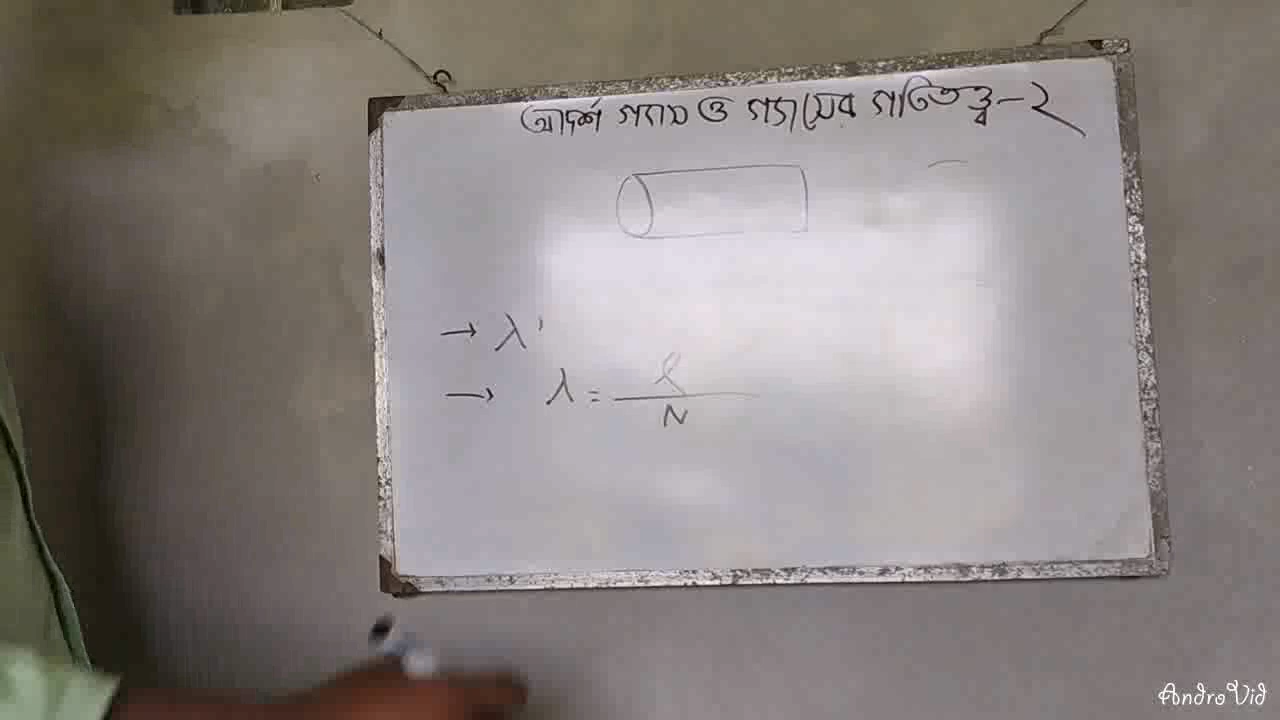 আদর্শ গ্যাস ও গ্যাসের গতিতত্ত্ব-২
→ λ'
→ λ =
N
AndroVid